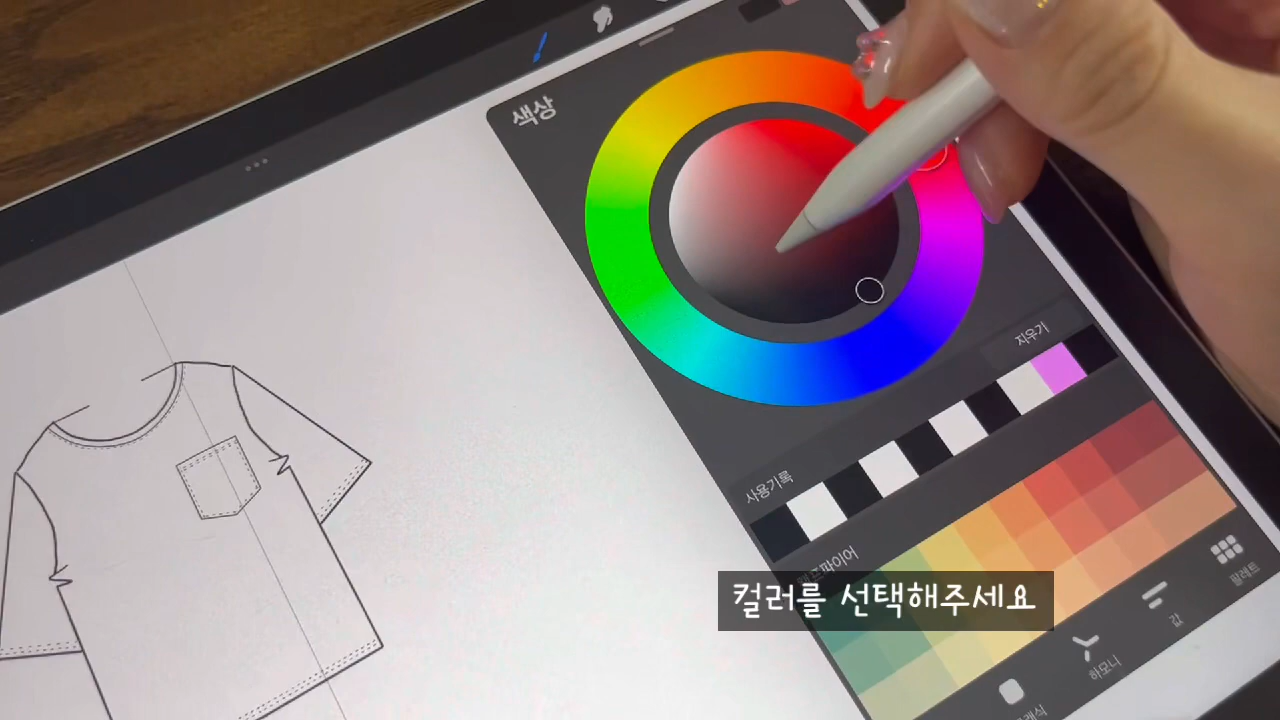 색상
지우기
사용기록
컬러를 선택해주세요
팔레트
값
하모니